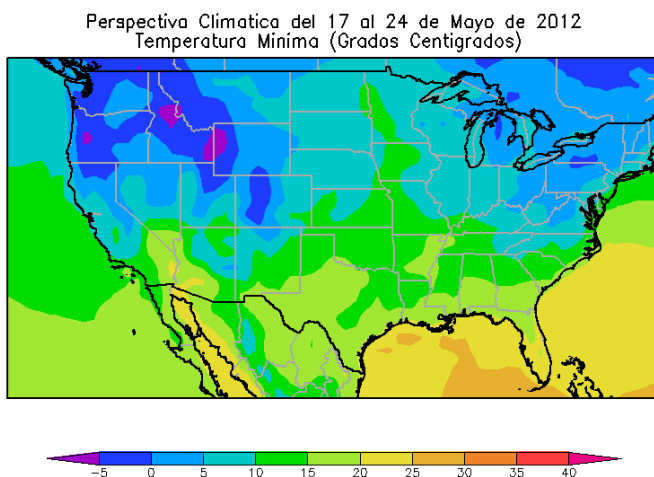 Perspectiva Climatica del 17 al 24 de Mayo de 2012
Temperatura Minima (Grados Centigrados)
-5 0 5 10 15 20 25 30 35 40